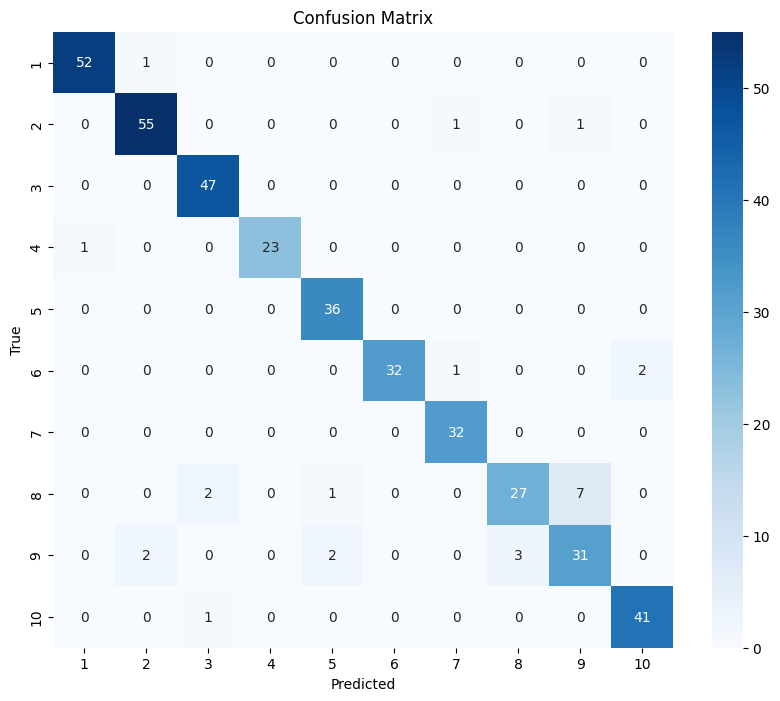 Confusion Matrix
1 52 1 0 0 0 0 0 0 0 0
2 0 55 0 0 0 0 1 0 1 0
3 0 0 47 0 0 0 0 0 0 0
4 1 0 0 23 0 0 0 0 0 0
5 0 0 0 0 36 0 0 0 0 0
6 0 0 0 0 0 32 1 0 0 2
7 0 0 0 0 0 0 32 0 0 0
8 0 0 2 0 1 0 0 27 7 0
9 0 2 0 0 2 0 0 3 31 0
10 0 0 1 0 0 0 0 0 0 41
1 2 3 4 5 6 7 8 9 10
Predicted
True
50
40
30
20
10
0